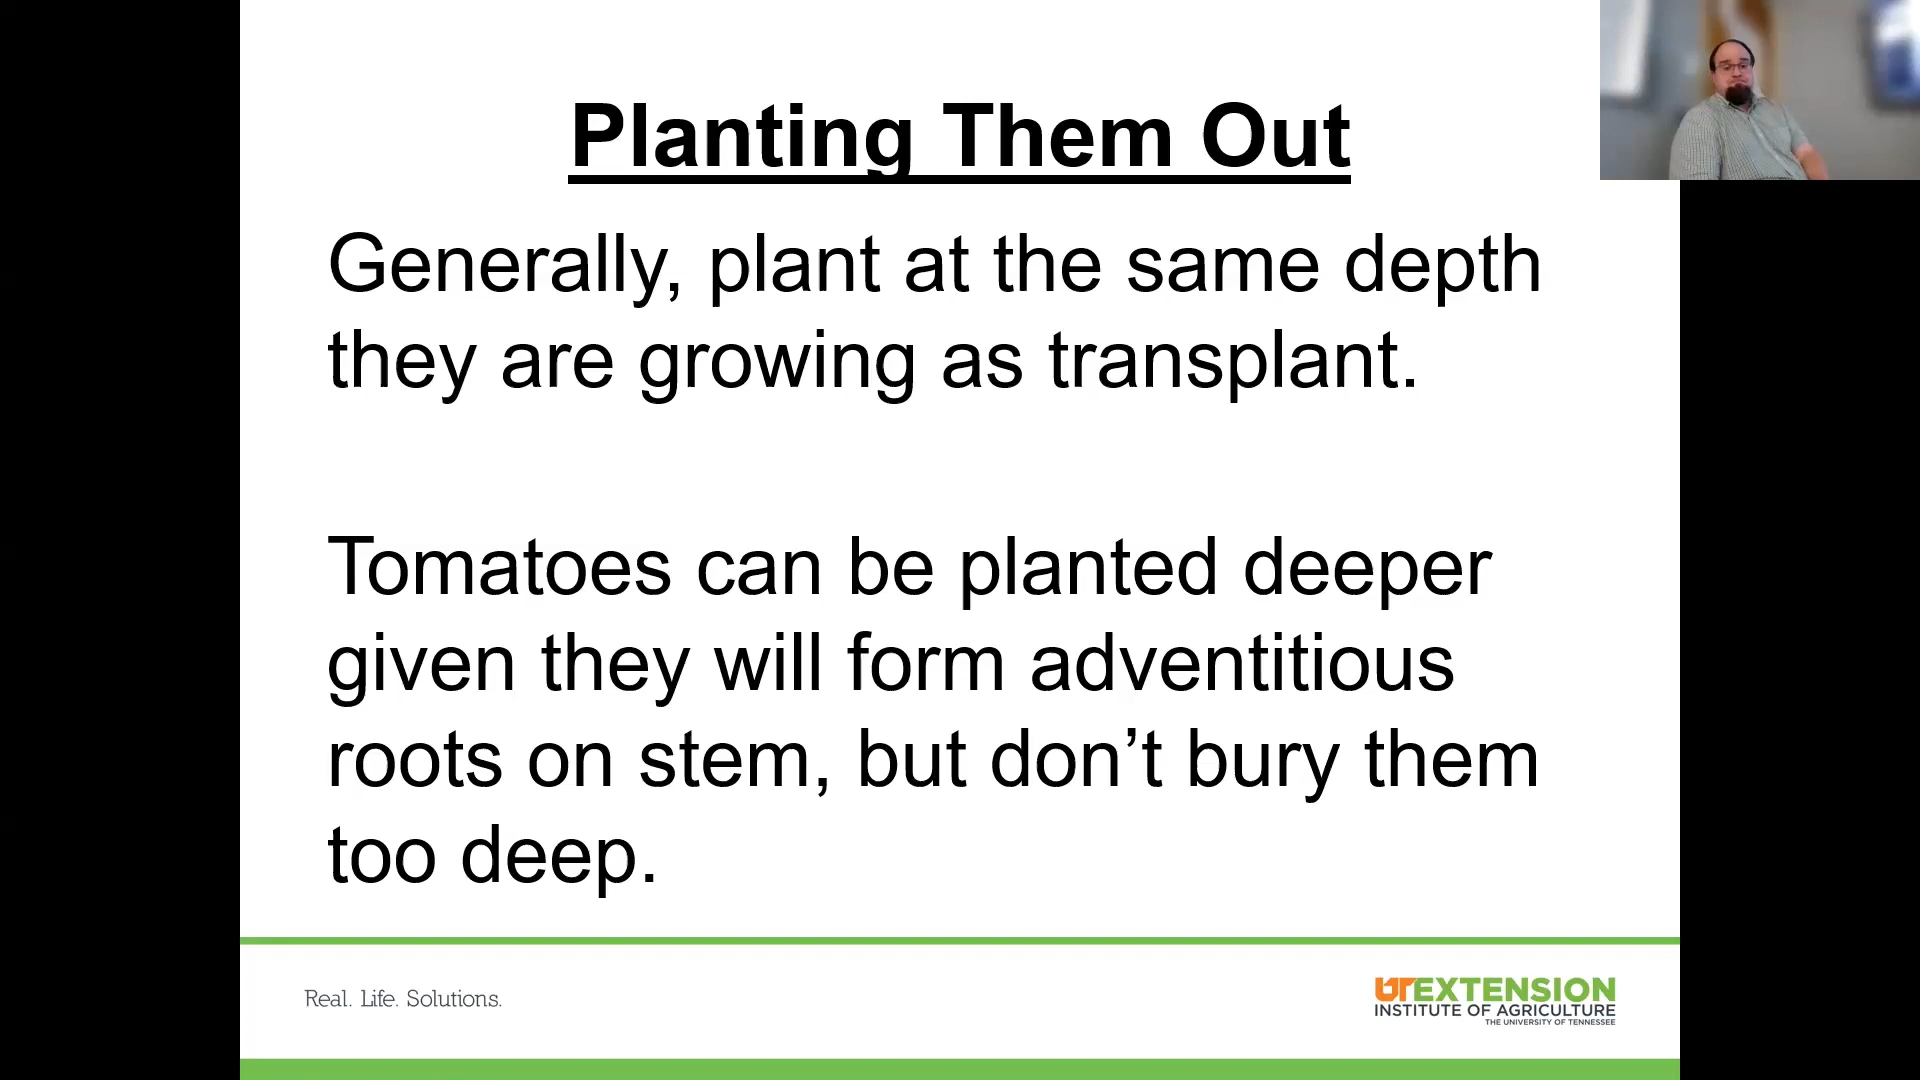 Planting Them Out
Generally, plant at the same depth
they are growing as transplant.
Tomatoes can be planted deeper
given they will form adventitious
roots on stem, but don’t bury them
too deep.
Real. Life. Solutions.
UTEXTENSION
INSTITUTE OF AGRICULTURE
THE UNIVERSITY OF TENNESSEE